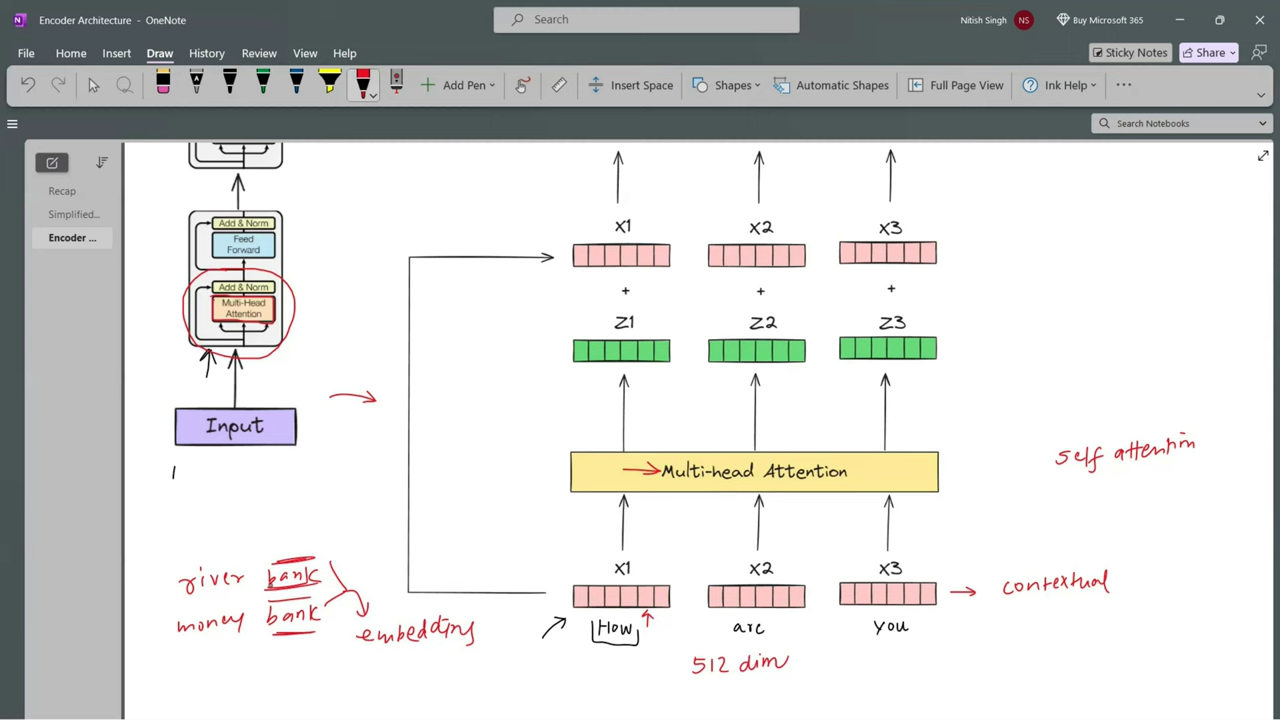 Encoder Architecture - OneNote
Search
Nitish Singh
NS
Buy Microsoft 365
File
Home
Insert
Draw
History
Review
View
Help
Sticky Notes
Share
Add Pen
Insert Space
Shapes
Automatic Shapes
Full Page View
Ink Help
Search Notebooks
Recap
Simplified...
Encoder ...
Add & Norm
Feed
Forward
Add & Norm
Multi-Head
Attention
Input
X1 X2 X3
+ + +
Z1 Z2 Z3
Multi-head Attention
self attention
X1 X2 X3
contextual
How are you
512 dim
river bank
money bank
embedding